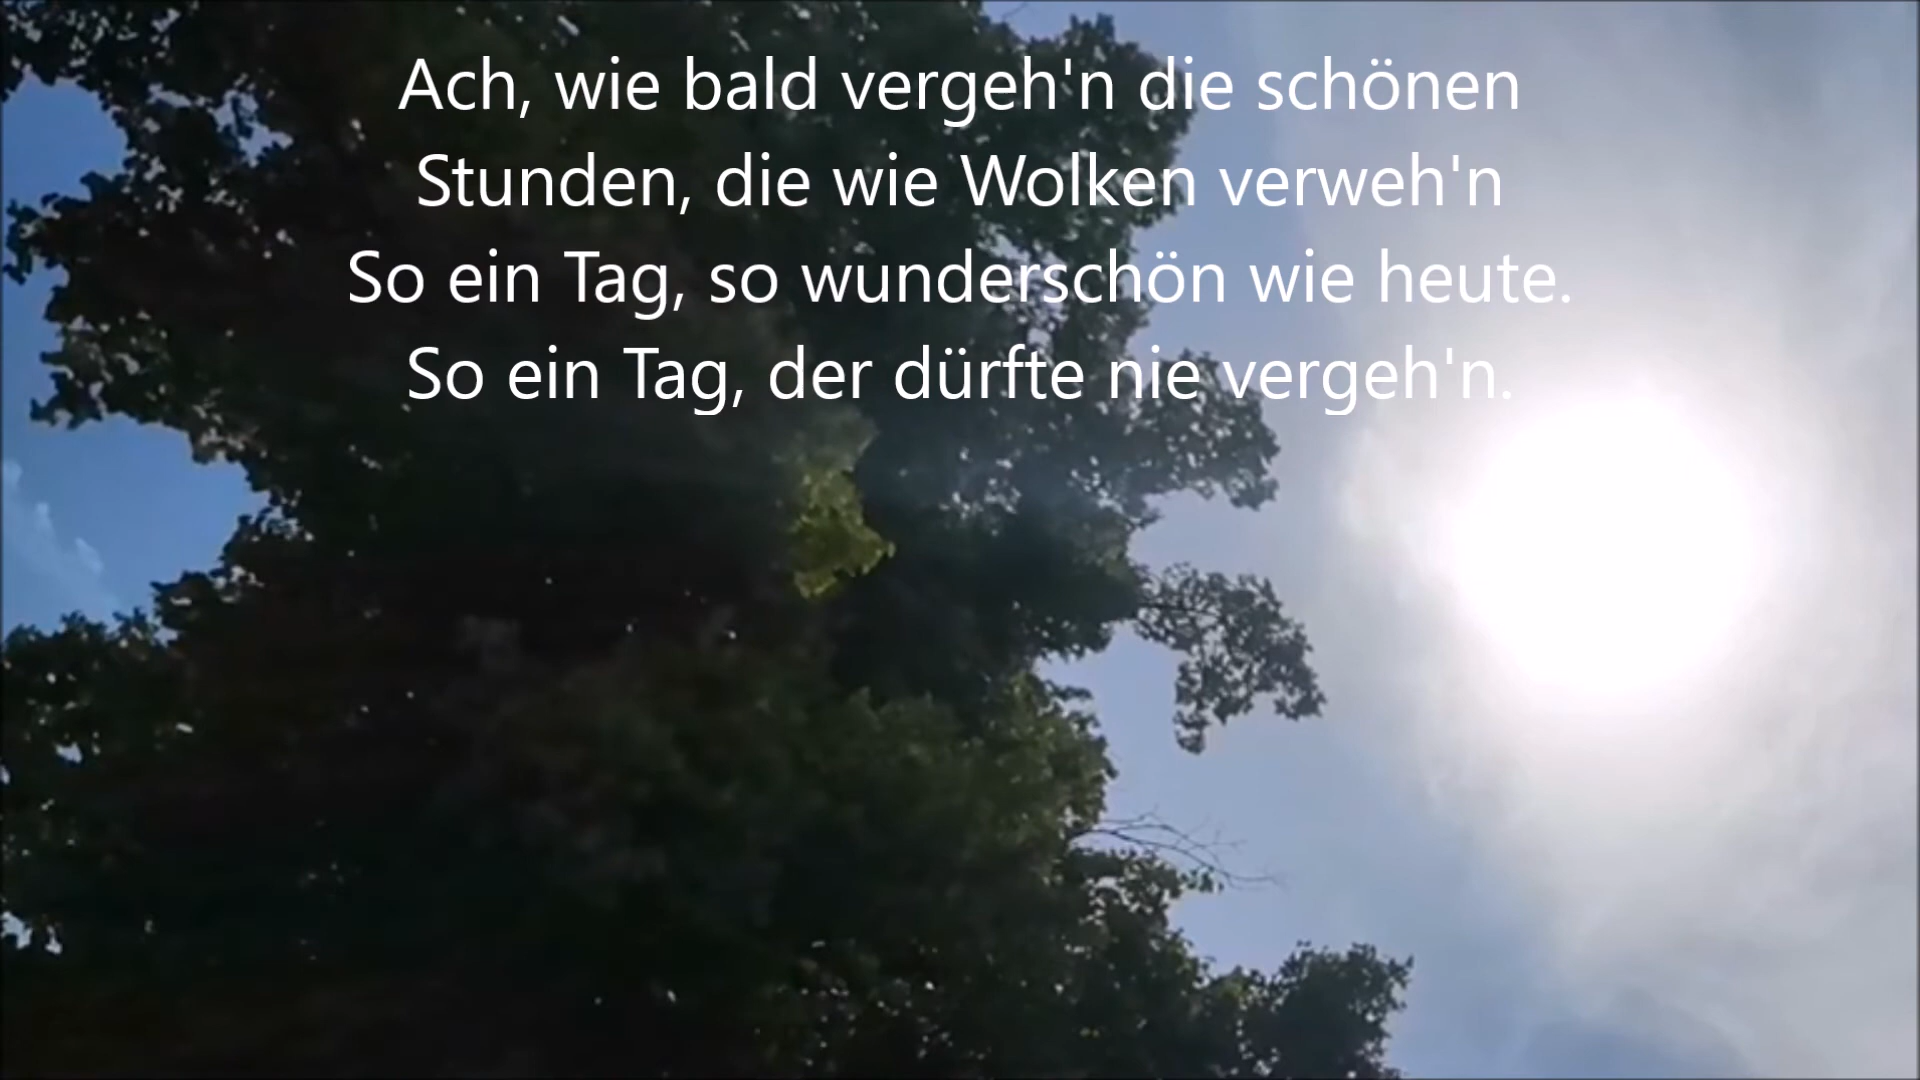 Ach, wie bald vergeh'n die schönen
Stunden, die wie Wolken verweh'n
So ein Tag, so wunderschön wie heute.
So ein Tag, der dürfte nie vergeh'n.